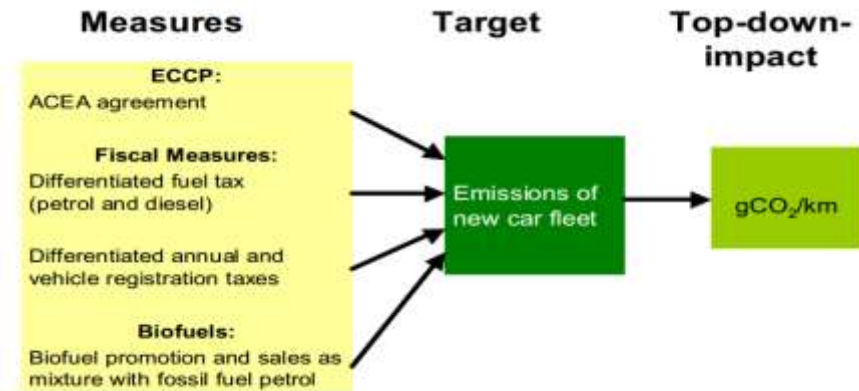 Measures
Target
Top-down-
impact
ECCP:
ACEA agreement
Fiscal Measures:
Differentiated fuel tax
(petrol and diesel)
Differentiated annual and
vehicle registration taxes
Biofuels:
Biofuel promotion and sales as
mixture with fossil fuel petrol
Emissions of
new car fleet
gCO₂/km